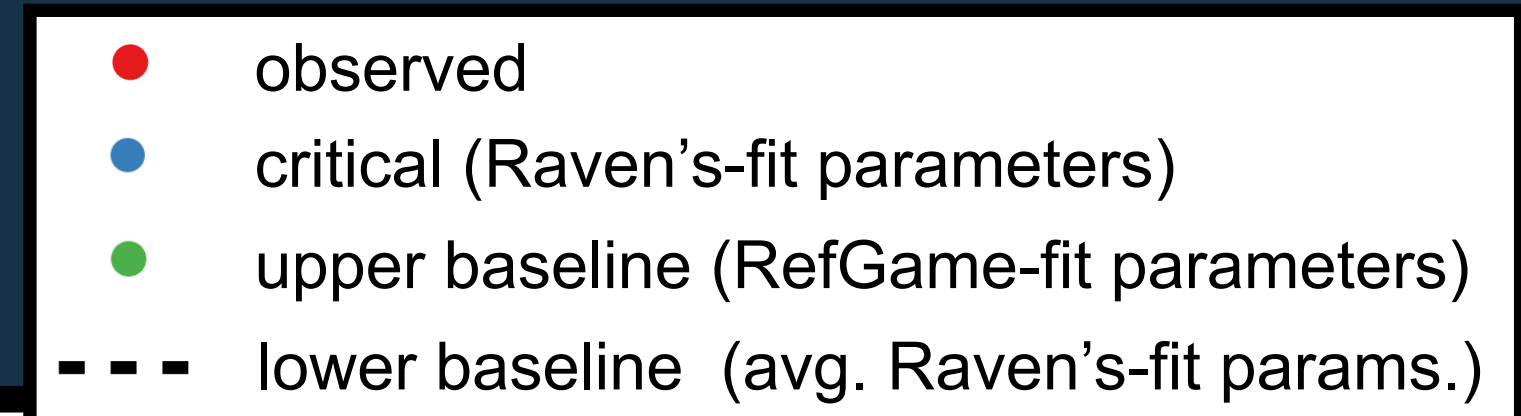 observed
critical (Raven’s-fit parameters)
upper baseline (RefGame-fit parameters)
lower baseline (avg. Raven’s-fit params.)